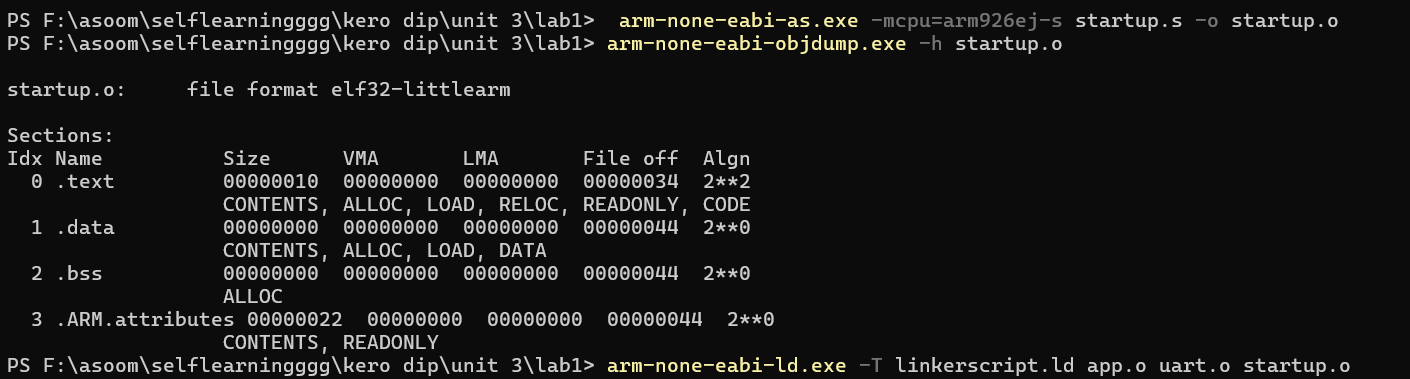 PS F:\asoom\selflearningggg\kero dip\unit 3\lab1>  arm-none-eabi-as.exe -mcpu=arm926ej-s startup.s -o startup.o
PS F:\asoom\selflearningggg\kero dip\unit 3\lab1> arm-none-eabi-objdump.exe -h startup.o

startup.o:     file format elf32-littlearm

Sections:
Idx Name          Size      VMA       LMA       File off  Algn
  0 .text         00000010  00000000  00000000  00000034  2**2
                  CONTENTS, ALLOC, LOAD, RELOC, READONLY, CODE
  1 .data         00000000  00000000  00000000  00000044  2**0
                  CONTENTS, ALLOC, LOAD, DATA
  2 .bss          00000000  00000000  00000000  00000044  2**0
                  ALLOC
  3 .ARM.attributes 00000022  00000000  00000000  00000044  2**0
                  CONTENTS, READONLY
PS F:\asoom\selflearningggg\kero dip\unit 3\lab1> arm-none-eabi-ld.exe -T linkerscript.ld app.o uart.o startup.o